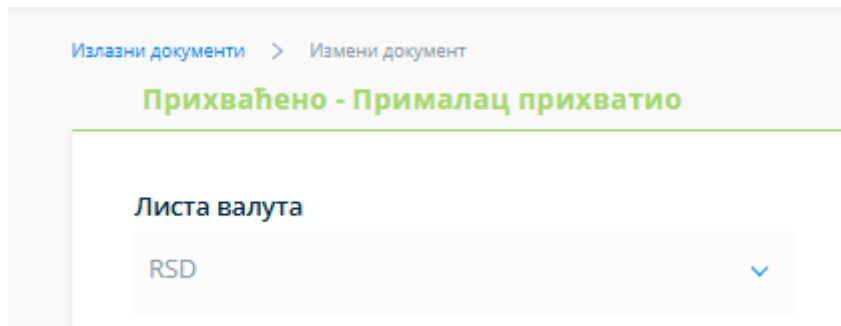 Излазни документи > Измени документ
Прихваћено - Прималац прихватио
Листа валута
RSD